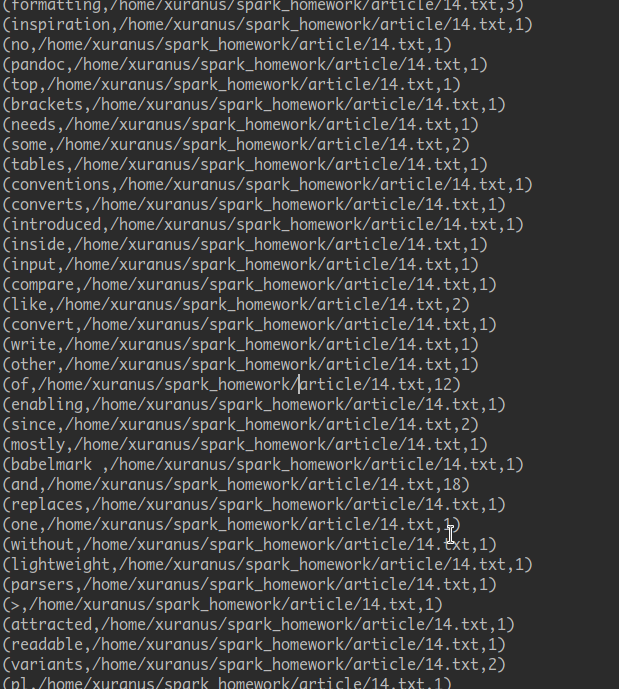 (formatting,/home/xuranus/spark_homework/article/14.txt,3)
(inspiration,/home/xuranus/spark_homework/article/14.txt,1)
(no,/home/xuranus/spark_homework/article/14.txt,1)
(pandoc,/home/xuranus/spark_homework/article/14.txt,1)
(top,/home/xuranus/spark_homework/article/14.txt,1)
(brackets,/home/xuranus/spark_homework/article/14.txt,1)
(needs,/home/xuranus/spark_homework/article/14.txt,1)
(some,/home/xuranus/spark_homework/article/14.txt,2)
(tables,/home/xuranus/spark_homework/article/14.txt,1)
(conventions,/home/xuranus/spark_homework/article/14.txt,1)
(converts,/home/xuranus/spark_homework/article/14.txt,1)
(introduced,/home/xuranus/spark_homework/article/14.txt,1)
(inside,/home/xuranus/spark_homework/article/14.txt,1)
(input,/home/xuranus/spark_homework/article/14.txt,1)
(compare,/home/xuranus/spark_homework/article/14.txt,1)
(like,/home/xuranus/spark_homework/article/14.txt,2)
(convert,/home/xuranus/spark_homework/article/14.txt,1)
(write,/home/xuranus/spark_homework/article/14.txt,1)
(other,/home/xuranus/spark_homework/article/14.txt,1)
(of,/home/xuranus/spark_homework/article/14.txt,12)
(enabling,/home/xuranus/spark_homework/article/14.txt,1)
(since,/home/xuranus/spark_homework/article/14.txt,2)
(mostly,/home/xuranus/spark_homework/article/14.txt,1)
(babelmark ,/home/xuranus/spark_homework/article/14.txt,1)
(and,/home/xuranus/spark_homework/article/14.txt,18)
(replaces,/home/xuranus/spark_homework/article/14.txt,1)
(one,/home/xuranus/spark_homework/article/14.txt,1)
(without,/home/xuranus/spark_homework/article/14.txt,1)
(lightweight,/home/xuranus/spark_homework/article/14.txt,1)
(parsers,/home/xuranus/spark_homework/article/14.txt,1)
(>,/home/xuranus/spark_homework/article/14.txt,1)
(attracted,/home/xuranus/spark_homework/article/14.txt,1)
(readable,/home/xuranus/spark_homework/article/14.txt,1)
(variants,/home/xuranus/spark_homework/article/14.txt,2)
(pl,/home/xuranus/spark_homework/article/14.txt,1)